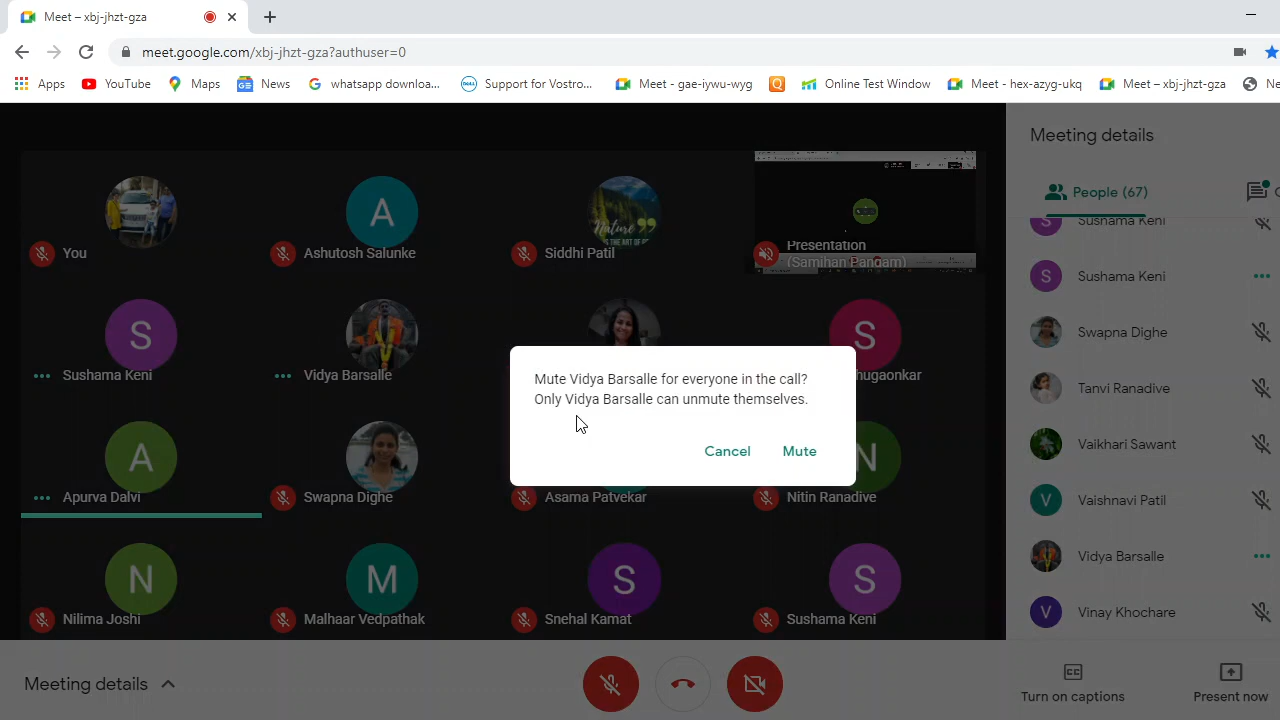 Meet – xbj-jhzt-gza
meet.google.com/xbj-jhzt-gza?authuser=0
Apps YouTube Maps News whatsapp downloa... Support for Vostro... Meet - gae-iywu-wyg Online Test Window Meet - hex-azyg-ukq Meet – xbj-jhzt-gza Ne
Meeting details
People (67)
You
Ashutosh Salunke
Siddhi Patil
Presentation
(Samihan Pangam)
Sushama Keni
Vidya Barsalle
hugaonkar
Apurva Dalvi
Swapna Dighe
Asama Patvekar
Nitin Ranadive
Nilima Joshi
Malhaar Vedpathak
Snehal Kamat
Sushama Keni
A
S
S
A
N
N
M
S
S
Mute Vidya Barsalle for everyone in the call?
Only Vidya Barsalle can unmute themselves.
Cancel Mute
S Sushama Keni
S Sushama Keni
Swapna Dighe
Tanvi Ranadive
Vaikhari Sawant
V Vaishnavi Patil
Vidya Barsalle
V Vinay Khochare
Meeting details
Turn on captions
Present now